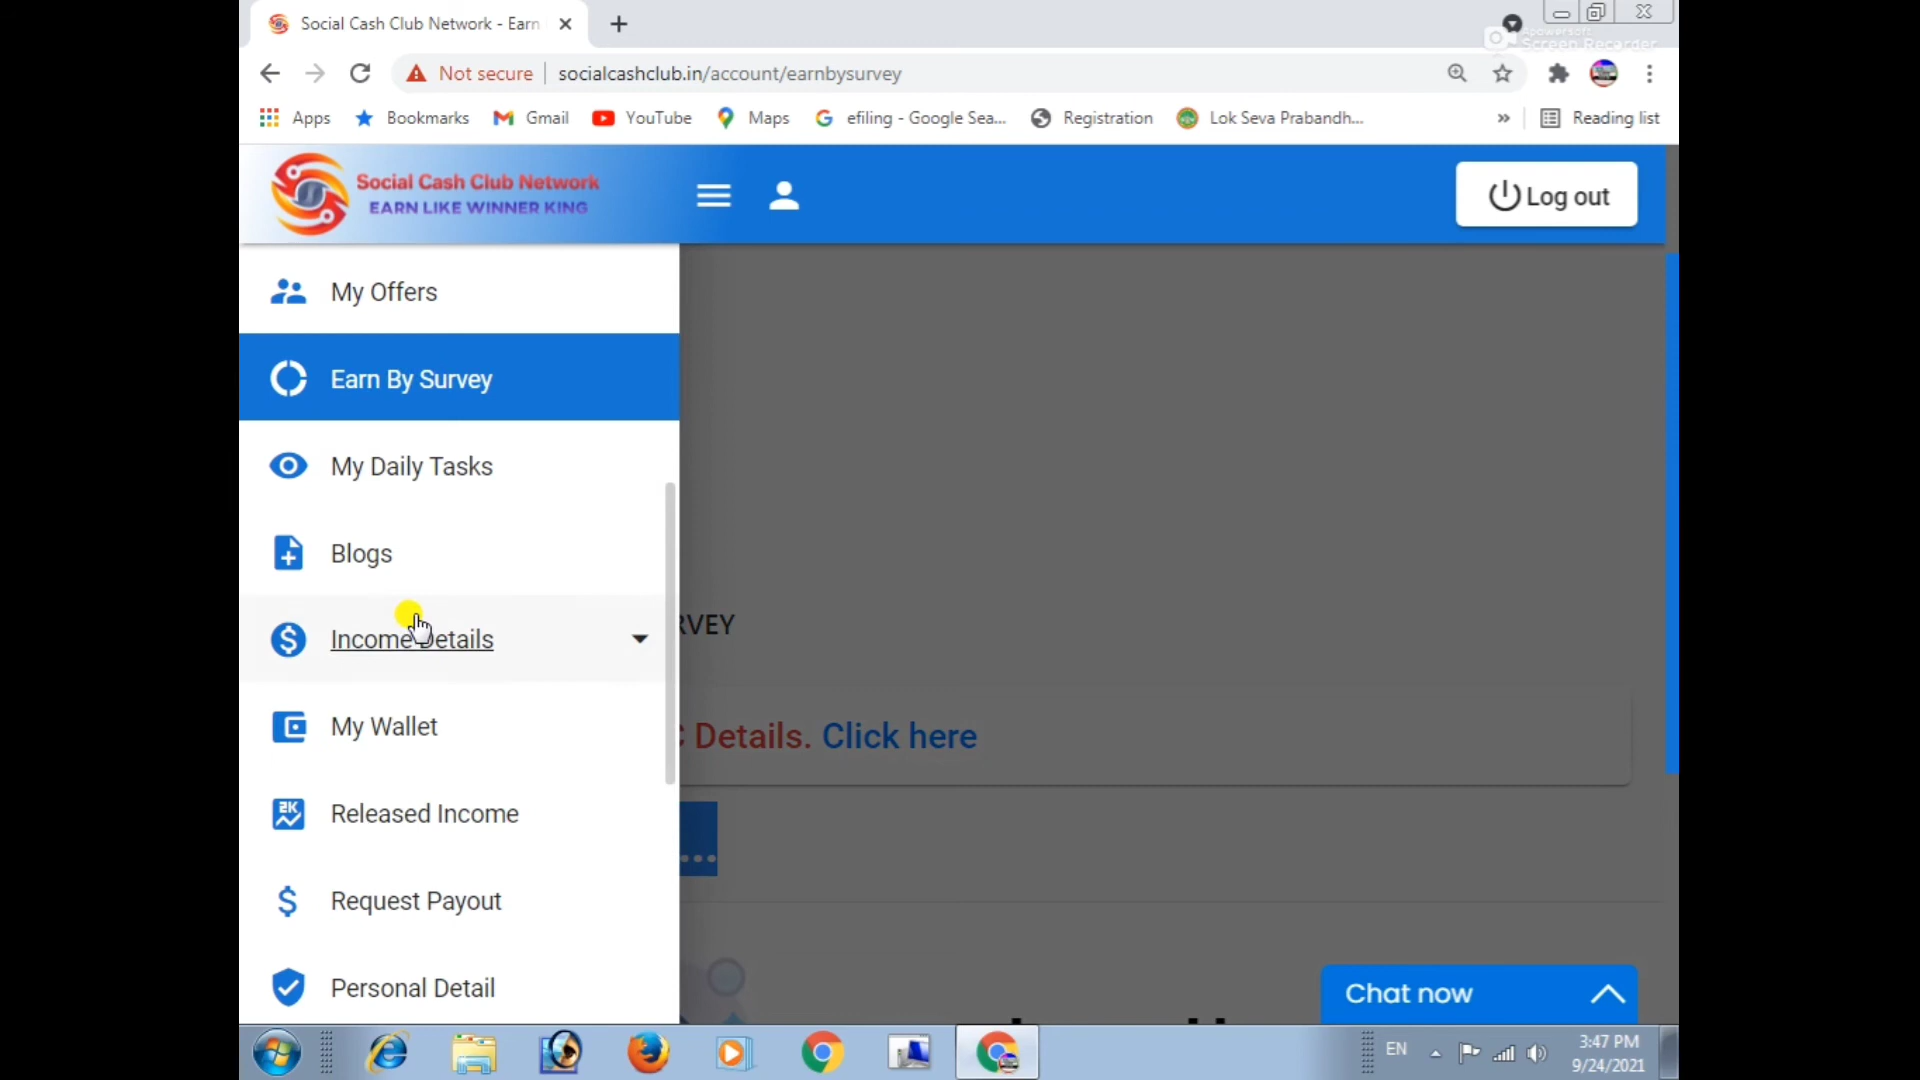 Social Cash Club Network - Earn
Apowersoft
Screen Recorder
Not secure
socialcashclub.in/account/earnbysurvey
Apps
Bookmarks
Gmail
YouTube
Maps
efiling - Google Sea...
Registration
Lok Seva Prabandh...
»
Reading list
Social Cash Club Network
EARN LIKE WINNER KING
Log out
My Offers
Earn By Survey
My Daily Tasks
Blogs
Income Details
RVEY
My Wallet
Details. Click here
Released Income
...
Request Payout
Personal Detail
Chat now
EN
3:47 PM
9/24/2021